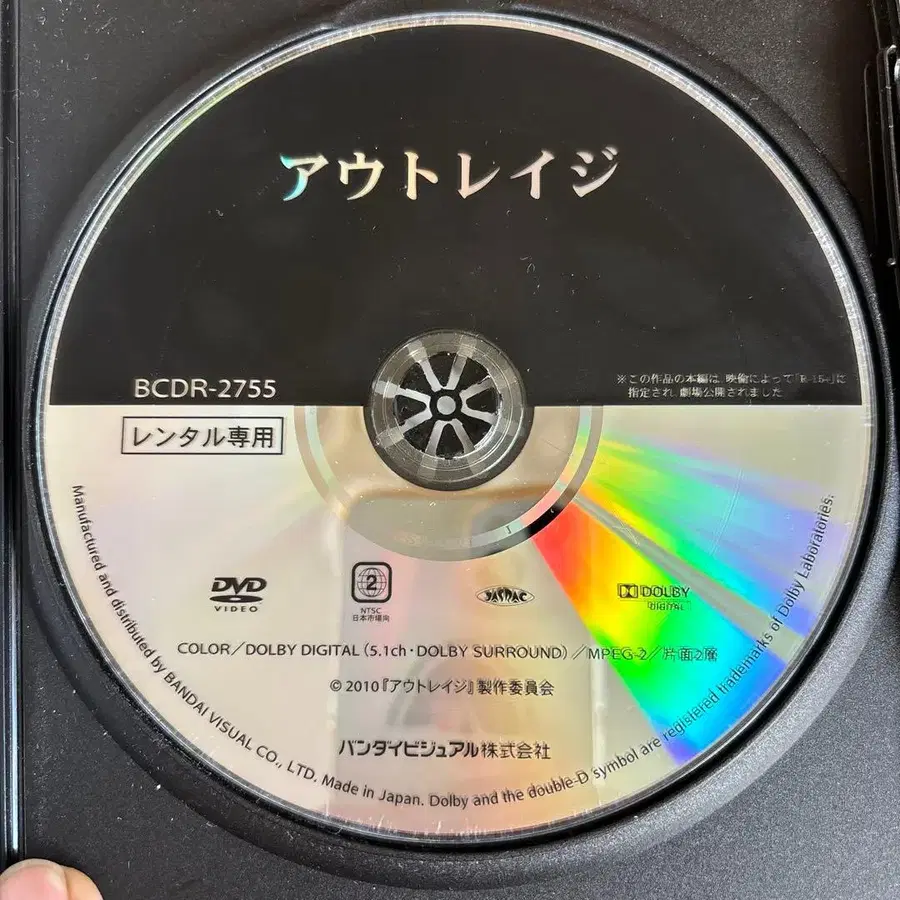 アウトレイジ
BCDR-2755
※この作品の本編は、映倫によって「R-15+」に
指定され、劇場公開されました
レンタル専用
DVD
VIDEO
2
NTSC
日本市場向
JASRAC
DOLBY
DIGITAL
COLOR／DOLBY DIGITAL（5.1ch・DOLBY SURROUND）／MPEG-2／片面2層
© 2010『アウトレイジ』製作委員会
バンダイビジュアル株式会社
Manufactured and distributed by BANDAI VISUAL CO., LTD. Made in Japan. Dolby and the double-D symbol are registered trademarks of Dolby Laboratories.